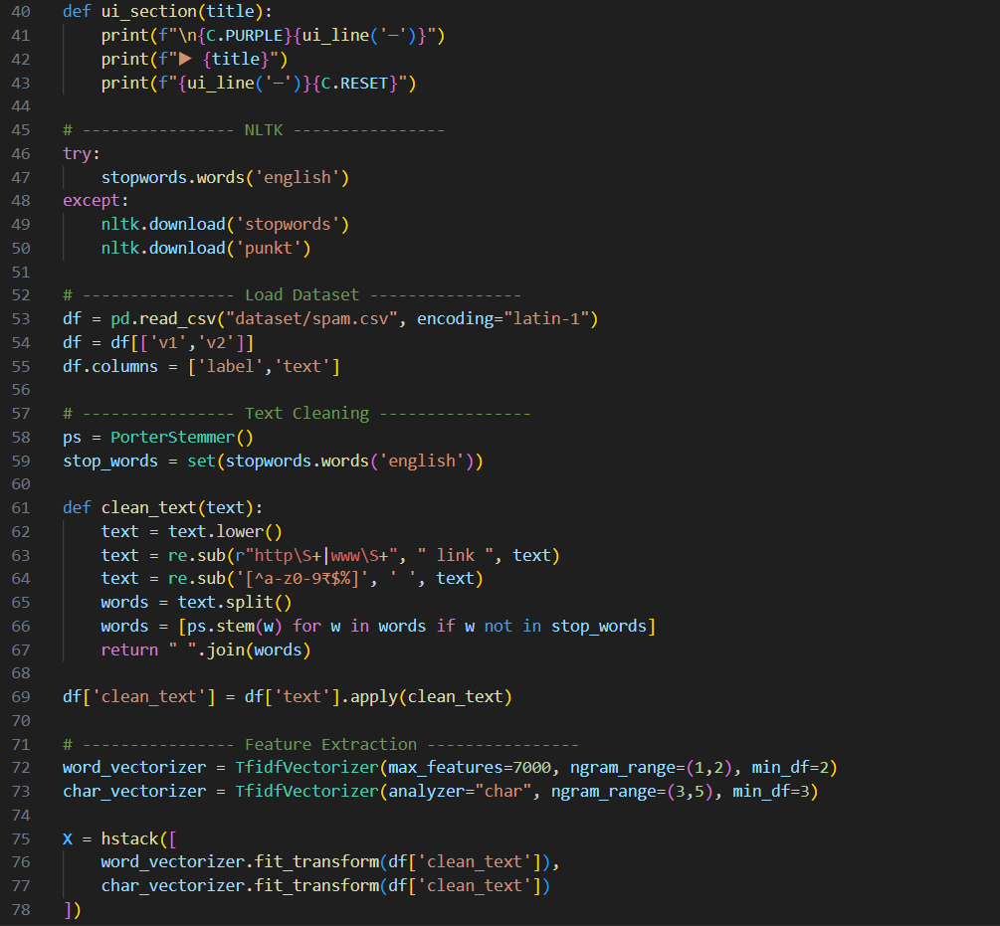 40 def ui_section(title):
41     print(f"\n{C.PURPLE}{ui_line('─')}")
42     print(f"▶ {title}")
43     print(f"{ui_line('─')}{C.RESET}")
44
45 # ---------------- NLTK ----------------
46 try:
47     stopwords.words('english')
48 except:
49     nltk.download('stopwords')
50     nltk.download('punkt')
51
52 # ---------------- Load Dataset ----------------
53 df = pd.read_csv("dataset/spam.csv", encoding="latin-1")
54 df = df[['v1','v2']]
55 df.columns = ['label','text']
56
57 # ---------------- Text Cleaning ----------------
58 ps = PorterStemmer()
59 stop_words = set(stopwords.words('english'))
60
61 def clean_text(text):
62     text = text.lower()
63     text = re.sub(r"http\S+|www\S+", " link ", text)
64     text = re.sub('[^a-z0-9₹$%]', ' ', text)
65     words = text.split()
66     words = [ps.stem(w) for w in words if w not in stop_words]
67     return " ".join(words)
68
69 df['clean_text'] = df['text'].apply(clean_text)
70
71 # ---------------- Feature Extraction ----------------
72 word_vectorizer = TfidfVectorizer(max_features=7000, ngram_range=(1,2), min_df=2)
73 char_vectorizer = TfidfVectorizer(analyzer="char", ngram_range=(3,5), min_df=3)
74
75 X = hstack([
76     word_vectorizer.fit_transform(df['clean_text']),
77     char_vectorizer.fit_transform(df['clean_text'])
78 ])